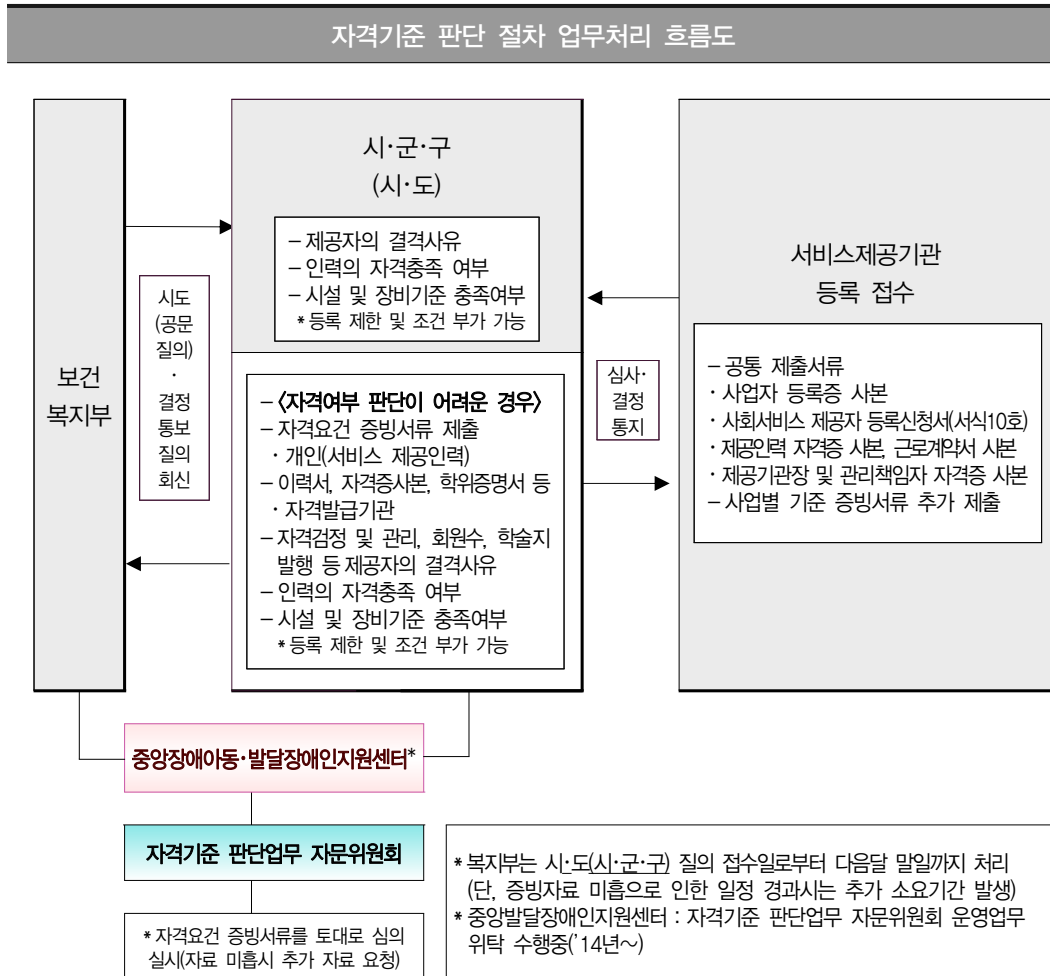 자격기준 판단 절차 업무처리 흐름도
보건
복지부
시도
(공문
질의)
·
결정
통보
질의
회신
시·군·구
(시·도)
– 제공자의 결격사유
– 인력의 자격충족 여부
– 시설 및 장비기준 충족여부
* 등록 제한 및 조건 부가 가능
– 〈자격여부 판단이 어려운 경우〉
– 자격요건 증빙서류 제출
· 개인(서비스 제공인력)
– 이력서, 자격증사본, 학위증명서 등
· 자격발급기관
– 자격검정 및 관리, 회원수, 학술지
발행 등 제공자의 결격사유
– 인력의 자격충족 여부
– 시설 및 장비기준 충족여부
* 등록 제한 및 조건 부가 가능
심사·
결정
통지
서비스제공기관
등록 접수
– 공통 제출서류
· 사업자 등록증 사본
· 사회서비스 제공자 등록신청서(서식10호)
· 제공인력 자격증 사본, 근로계약서 사본
· 제공기관장 및 관리책임자 자격증 사본
– 사업별 기준 증빙서류 추가 제출
중앙장애아동·발달장애인지원센터*
자격기준 판단업무 자문위원회
* 자격요건 증빙서류를 토대로 심의
실시(자료 미흡시 추가 자료 요청)
* 복지부는 시·도(시·군·구) 질의 접수일로부터 다음달 말일까지 처리
(단, 증빙자료 미흡으로 인한 일정 경과시는 추가 소요기간 발생)
* 중앙발달장애인지원센터 : 자격기준 판단업무 자문위원회 운영업무
위탁 수행중('14년~)